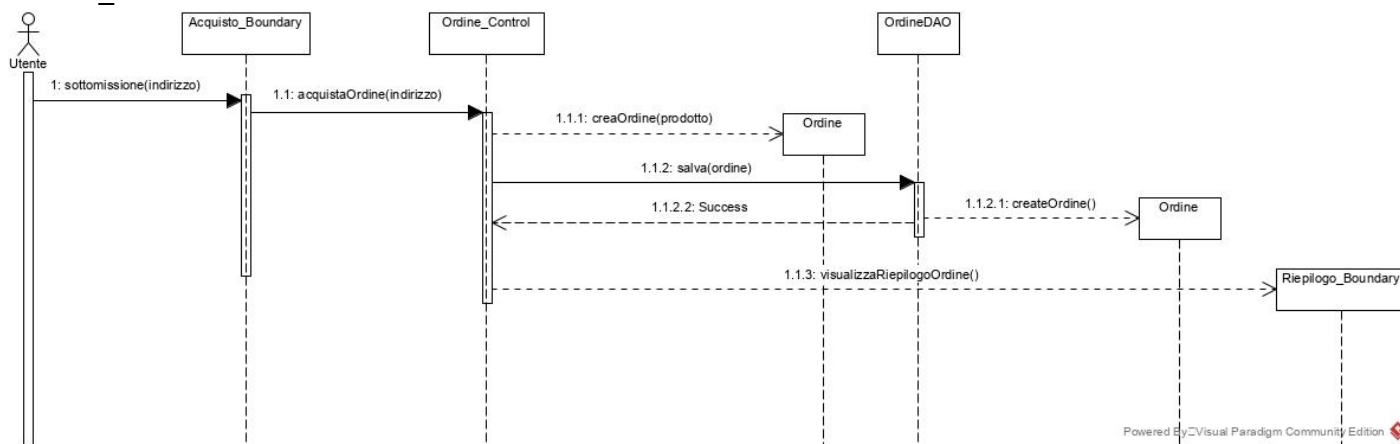 Acquisto_Boundary
Ordine_Control
OrdineDAO
Utente
1: sottomissione(indirizzo)
1.1: acquistaOrdine(indirizzo)
1.1.1: creaOrdine(prodotto)
Ordine
1.1.2: salva(ordine)
1.1.2.2: Success
1.1.2.1: createOrdine()
Ordine
1.1.3: visualizzaRiepilogoOrdine()
Riepilogo_Boundary
Powered By Visual Paradigm Community Edition